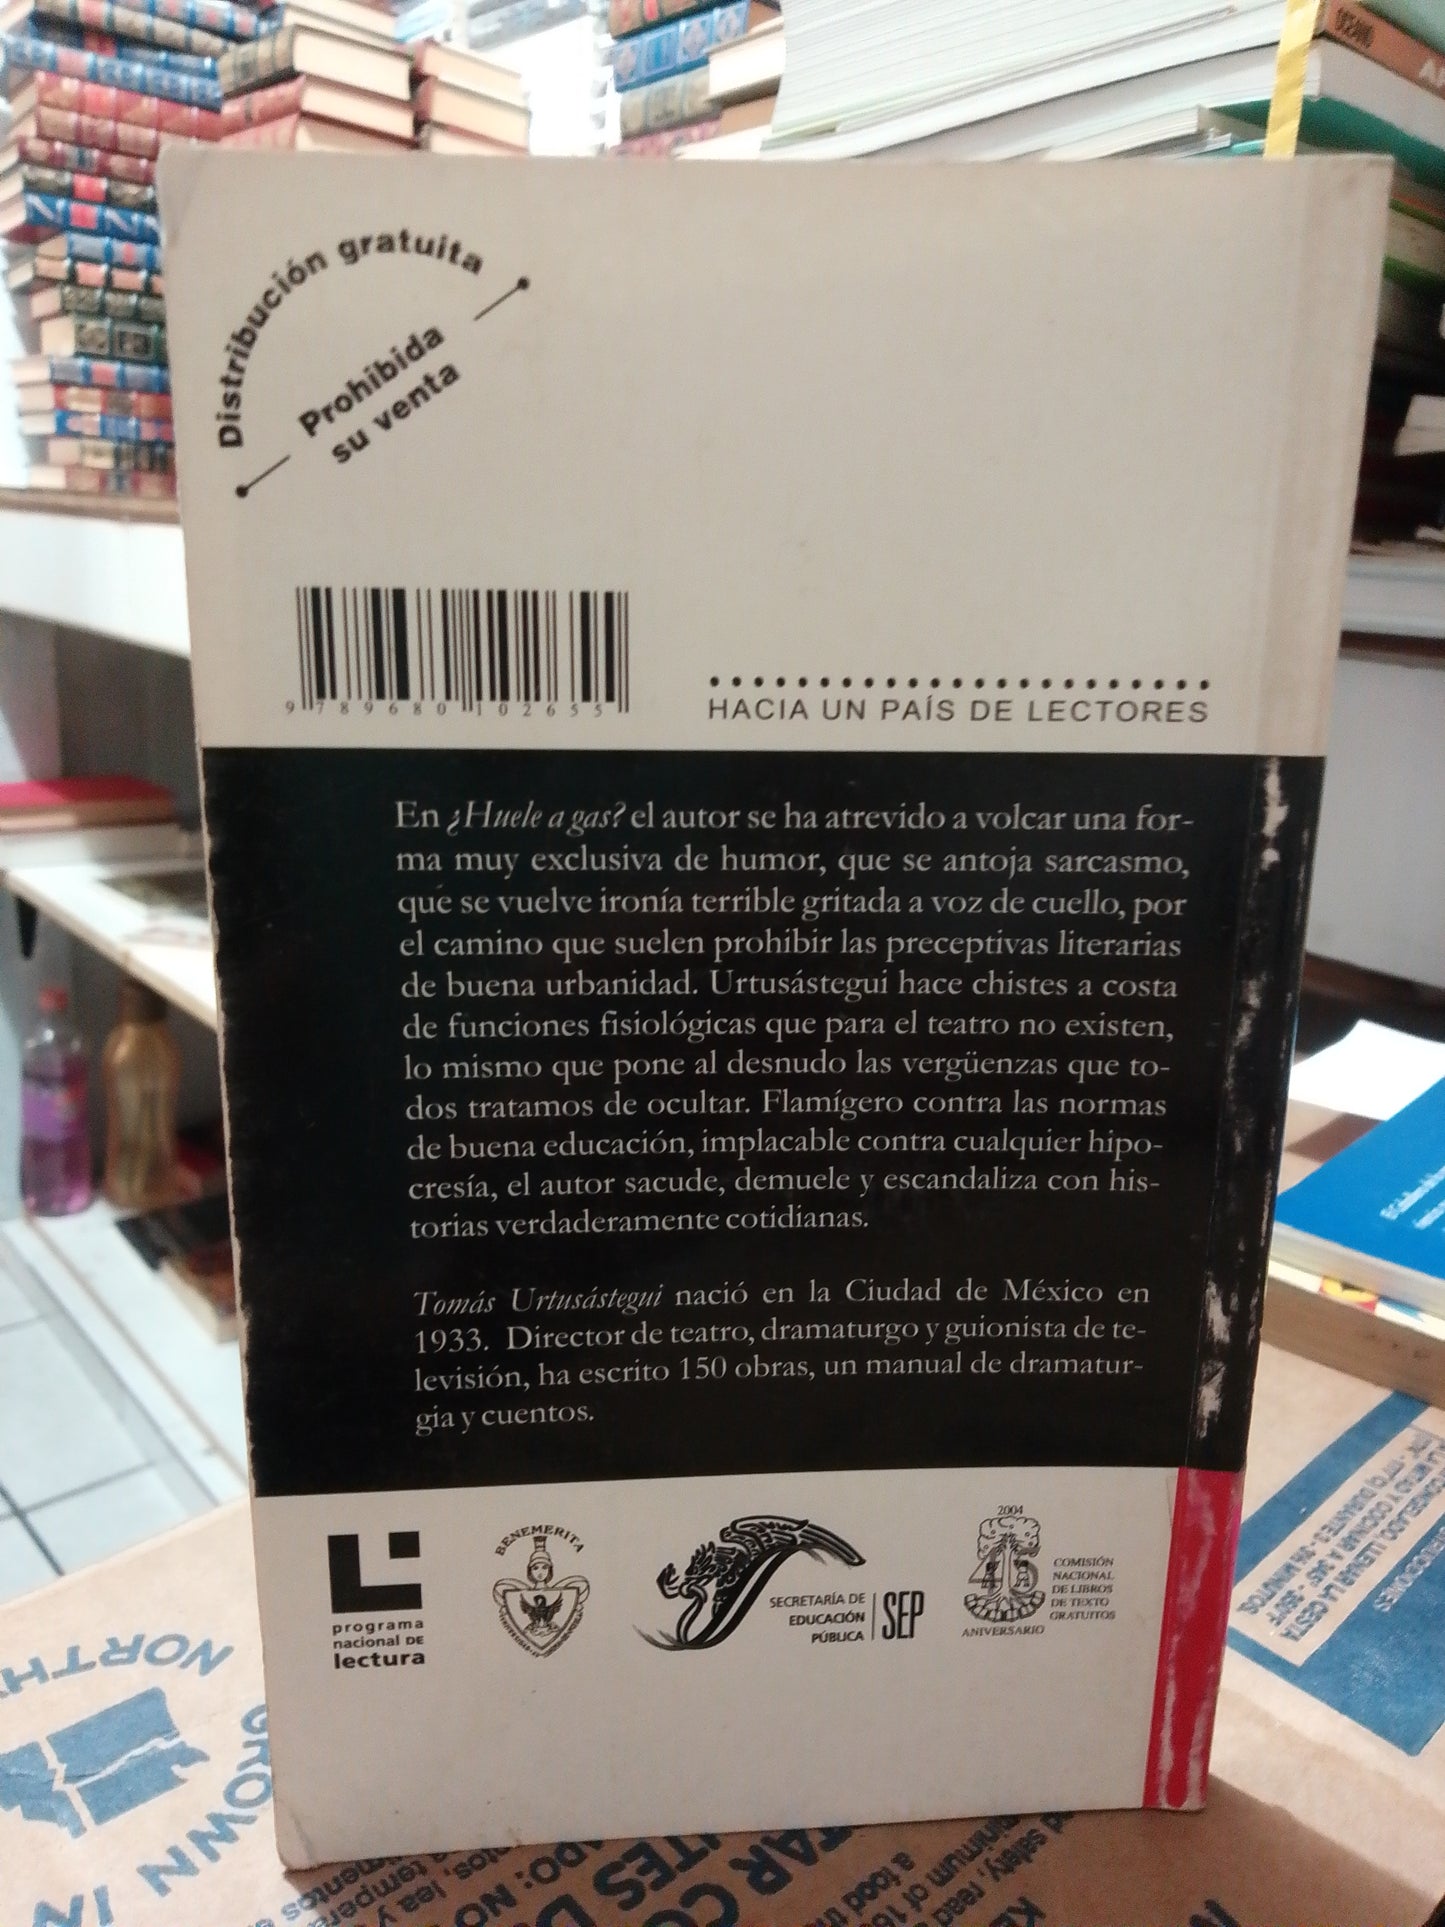 Distribución gratuita
Prohibida
su venta
9 789680 102655
HACIA UN PAÍS DE LECTORES
En ¿Huele a gas? el autor se ha atrevido a volcar una for-
ma muy exclusiva de humor, que se antoja sarcasmo,
que se vuelve ironía terrible gritada a voz de cuello, por
el camino que suelen prohibir las preceptivas literarias
de buena urbanidad. Urtusástegui hace chistes a costa
de funciones fisiológicas que para el teatro no existen,
lo mismo que pone al desnudo las vergüenzas que to-
dos tratamos de ocultar. Flamígero contra las normas
de buena educación, implacable contra cualquier hipo-
cresía, el autor sacude, demuele y escandaliza con his-
torias verdaderamente cotidianas.
Tomás Urtusástegui nació en la Ciudad de México en
1933. Director de teatro, dramaturgo y guionista de te-
levisión, ha escrito 150 obras, un manual de dramatur-
gia y cuentos.
programa
nacional DE
lectura
BENEMERITA
SECRETARÍA DE
EDUCACIÓN
PÚBLICA
SEP
2004
45
ANIVERSARIO
COMISIÓN
NACIONAL
DE LIBROS
DE TEXTO
GRATUITOS
NORTH
GROWN IN